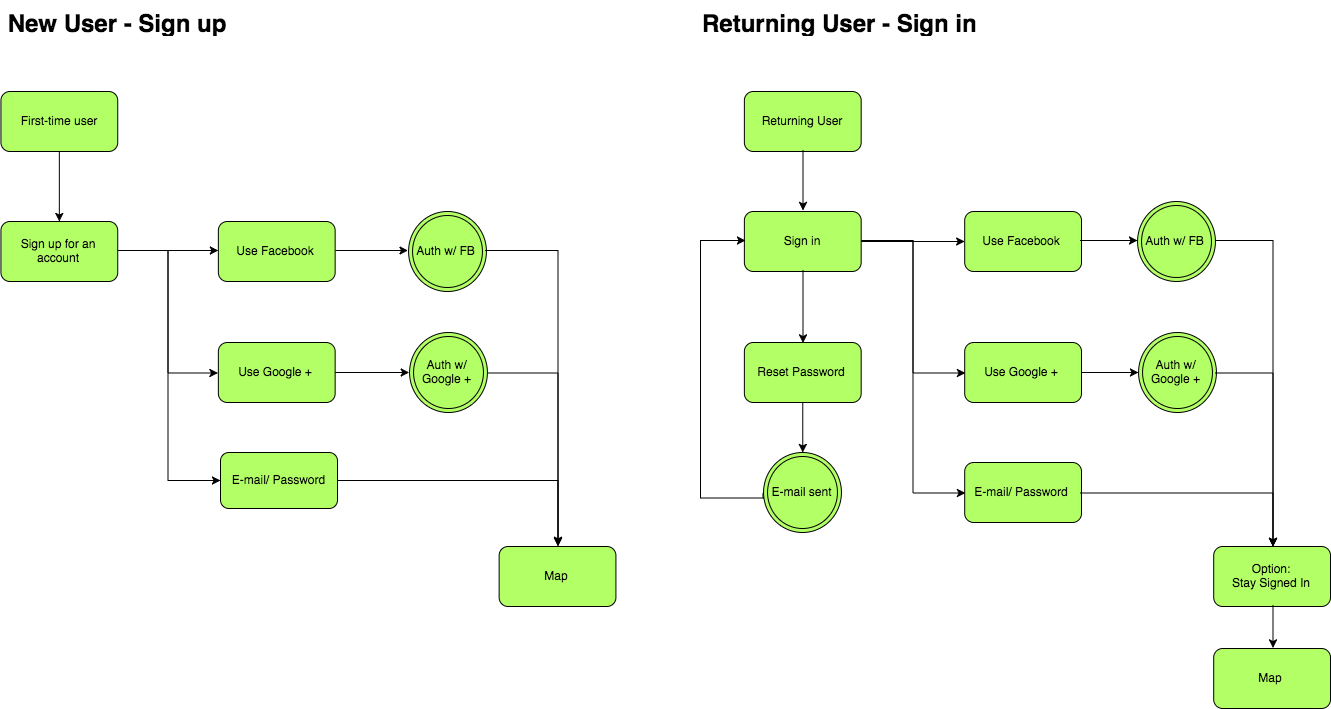 New User - Sign up
First-time user
Sign up for an
account
Use Facebook
Auth w/ FB
Use Google +
Auth w/
Google +
E-mail/ Password
Map
Returning User - Sign in
Returning User
Sign in
Use Facebook
Auth w/ FB
Reset Password
Use Google +
Auth w/
Google +
E-mail sent
E-mail/ Password
Option:
Stay Signed In
Map